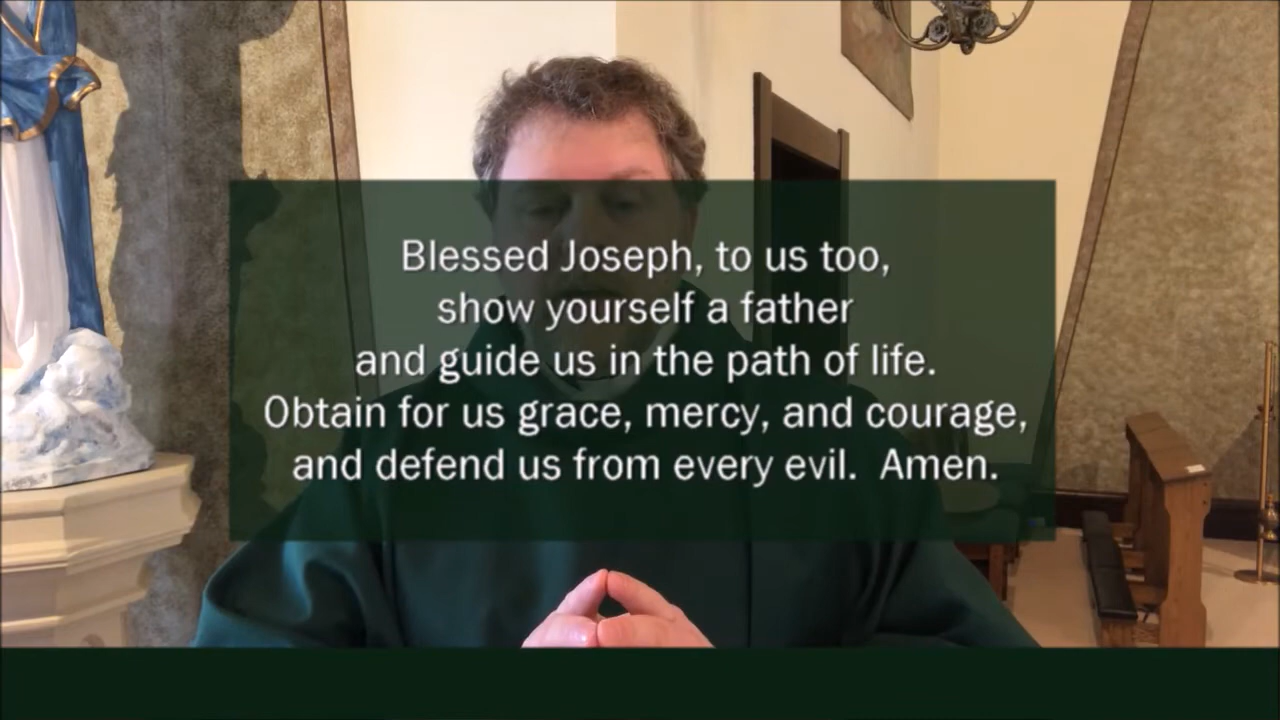 Blessed Joseph, to us too,
show yourself a father
and guide us in the path of life.
Obtain for us grace, mercy, and courage,
and defend us from every evil.  Amen.